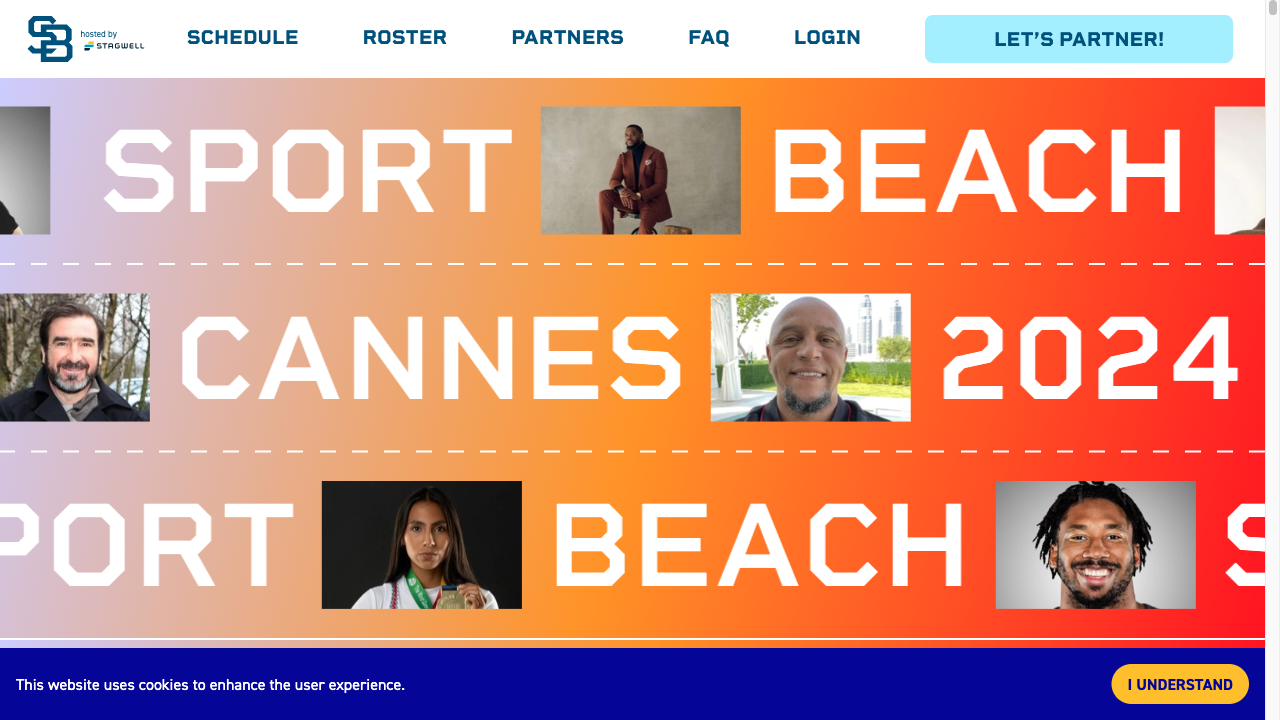 SB hosted by STAGWELL
SCHEDULE ROSTER PARTNERS FAQ LOGIN LET'S PARTNER!
SPORT BEACH
CANNES 2024
PORT BEACH S
This website uses cookies to enhance the user experience. I UNDERSTAND